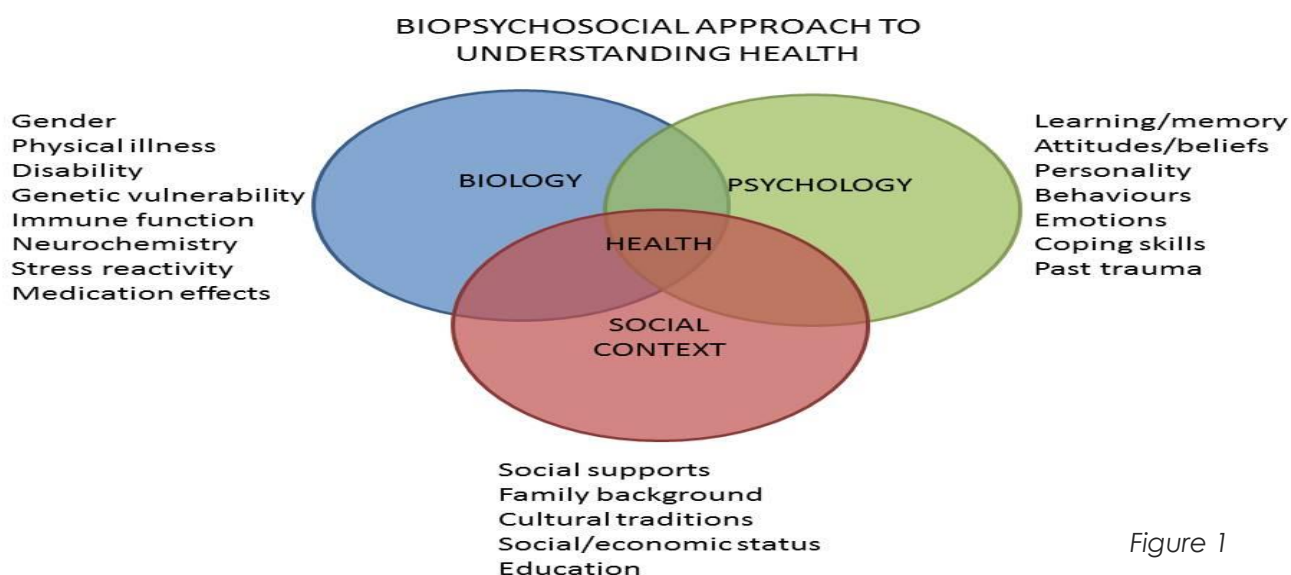 BIOPSYCHOSOCIAL APPROACH TO
UNDERSTANDING HEALTH
Gender
Physical illness
Disability
Genetic vulnerability
Immune function
Neurochemistry
Stress reactivity
Medication effects
BIOLOGY
PSYCHOLOGY
HEALTH
SOCIAL
CONTEXT
Learning/memory
Attitudes/beliefs
Personality
Behaviours
Emotions
Coping skills
Past trauma
Social supports
Family background
Cultural traditions
Social/economic status
Education
Figure 1